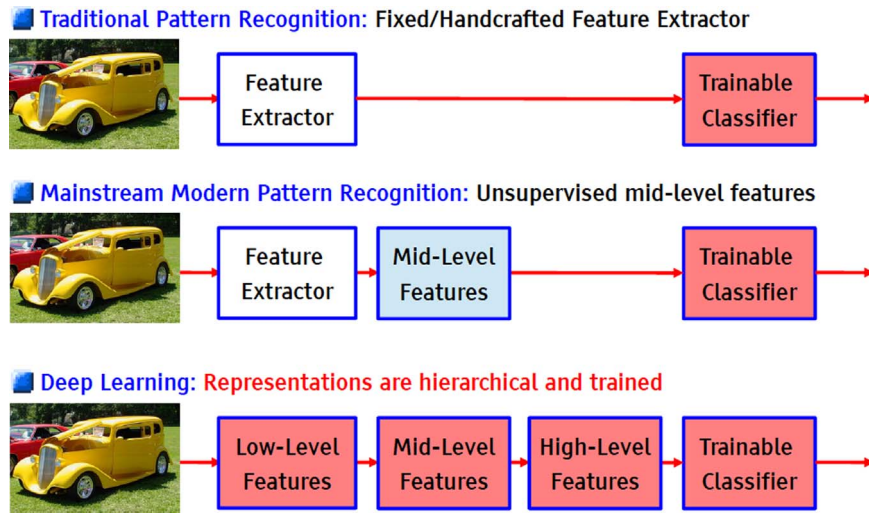 Traditional Pattern Recognition: Fixed/Handcrafted Feature Extractor
Feature
Extractor
Trainable
Classifier
Mainstream Modern Pattern Recognition: Unsupervised mid-level features
Feature
Extractor
Mid-Level
Features
Trainable
Classifier
Deep Learning: Representations are hierarchical and trained
Low-Level
Features
Mid-Level
Features
High-Level
Features
Trainable
Classifier